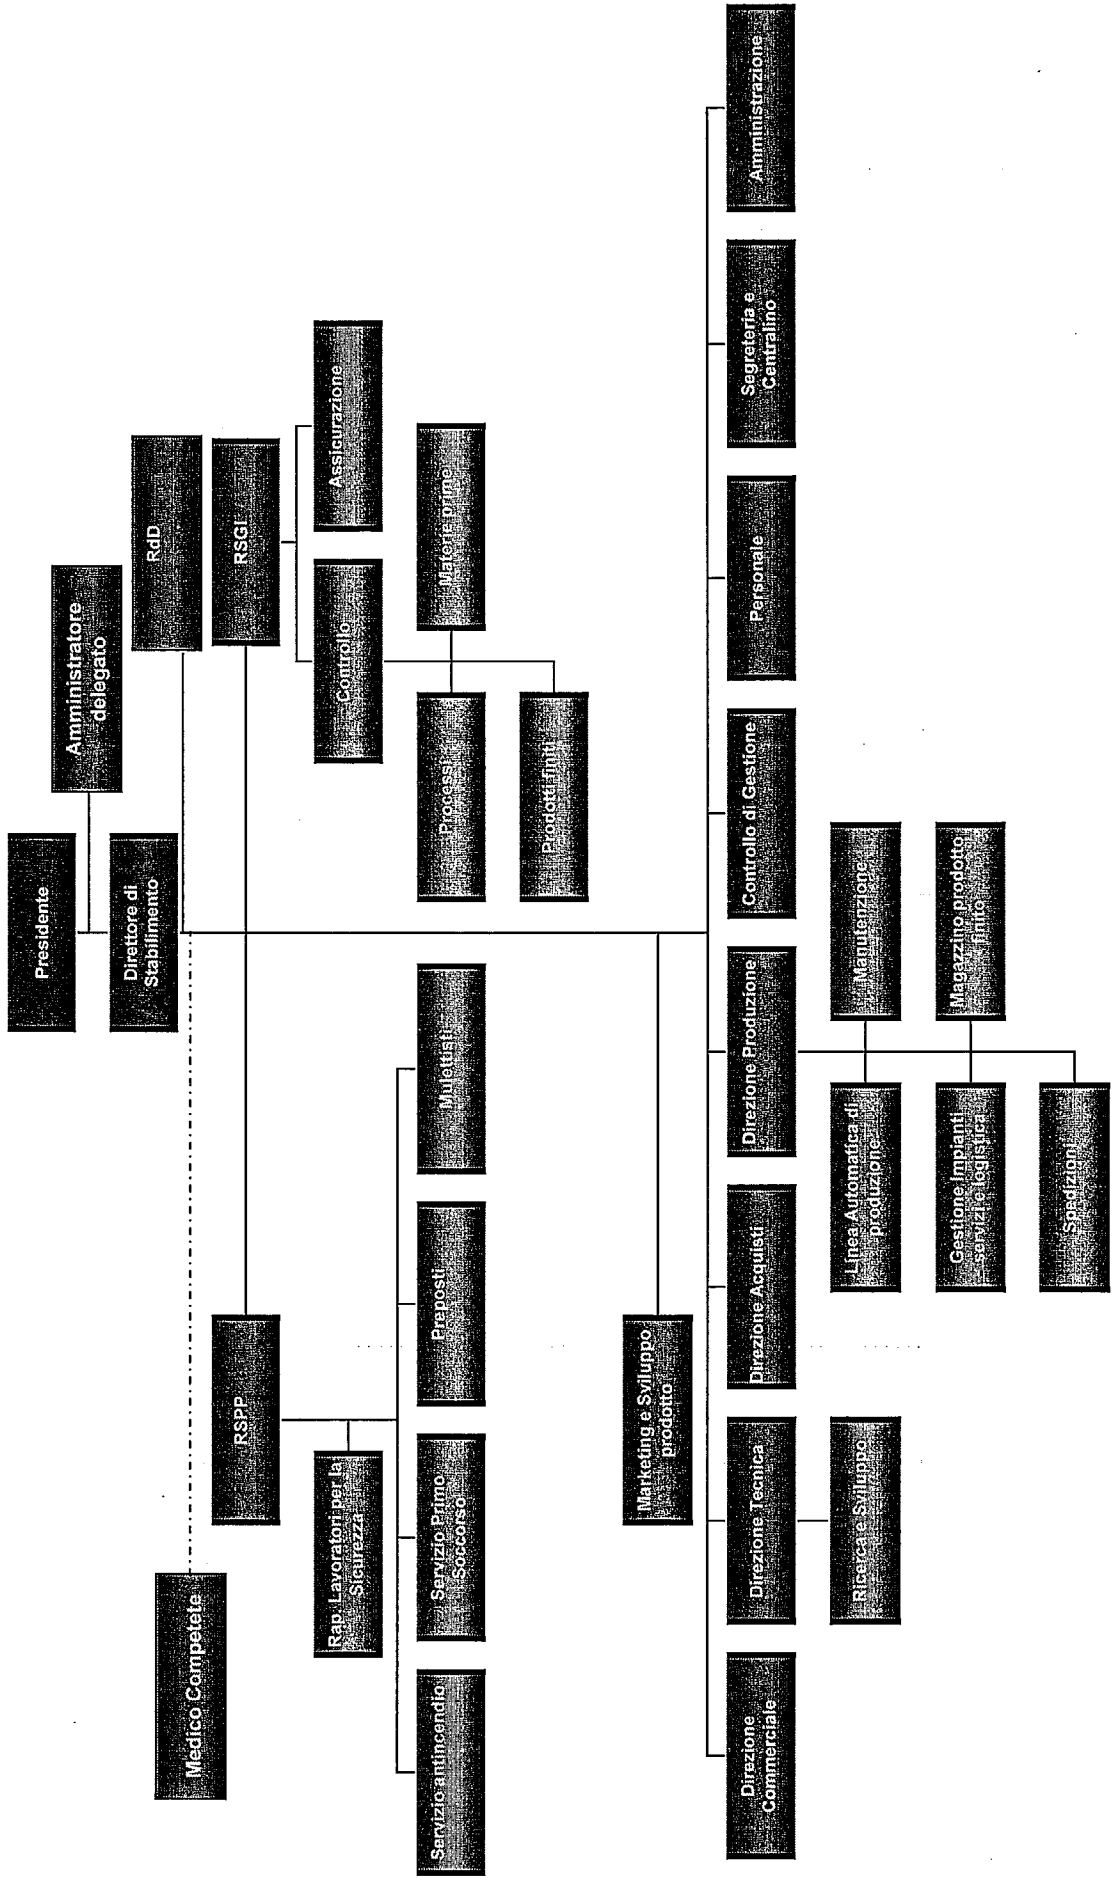 Presidente
Amministratore
delegato
Direttore di
Stabilimento
RdD
Medico Competete
RSPP
RSGI
Rap. Lavoratori per la
Sicurezza
Controllo
Assicurazione
Servizio antincendio
Servizio Primo
Soccorso
Preposti
Mulettisti
Processi
Materie prime
Prodotti finiti
Marketing e Sviluppo
prodotto
Direzione
Commerciale
Direzione Tecnica
Direzione Acquisti
Direzione Produzione
Controllo di Gestione
Personale
Segreteria e
Centralino
Amministrazione
Ricerca e Sviluppo
Linea Automatica di
produzione
Manutenzione
Gestione Impianti
servizi e logistica
Magazzino prodotto
finito
Spedizioni